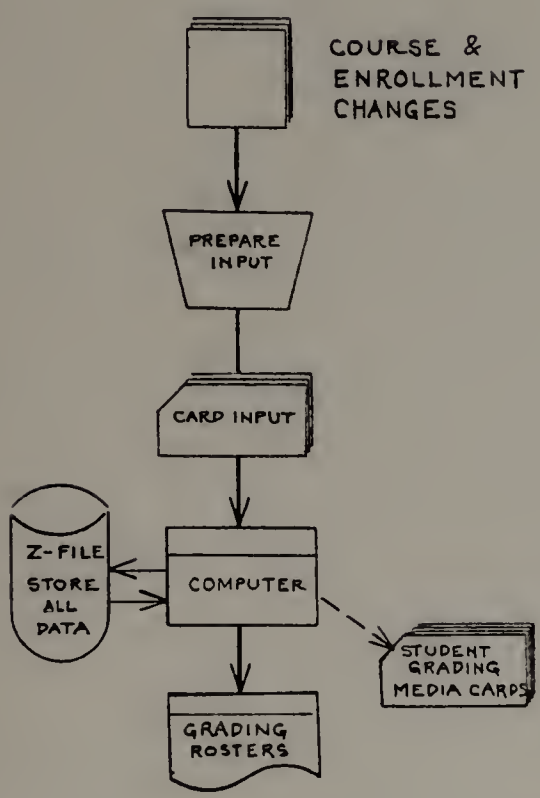 COURSE &
ENROLLMENT
CHANGES
PREPARE
INPUT
CARD INPUT
Z-FILE
STORE
ALL
DATA
COMPUTER
STUDENT
GRADING
MEDIA CARDS
GRADING
ROSTERS